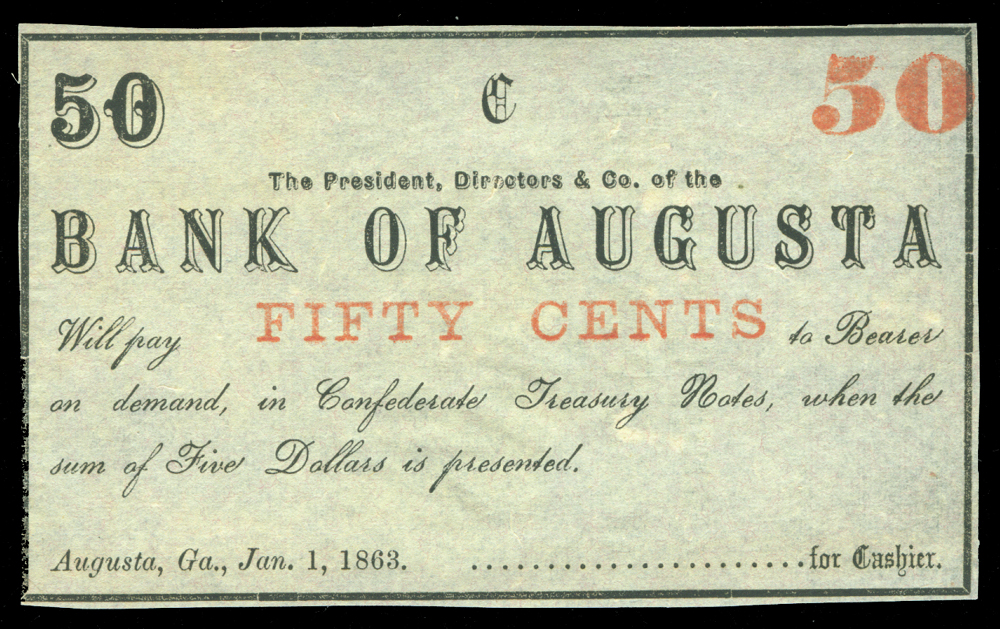 50 C 50
The President, Directors & Co. of the
BANK OF AUGUSTA
Will pay FIFTY CENTS to Bearer
on demand, in Confederate Treasury Notes, when the
sum of Five Dollars is presented.
Augusta, Ga., Jan. 1, 1863. ........................for Cashier.